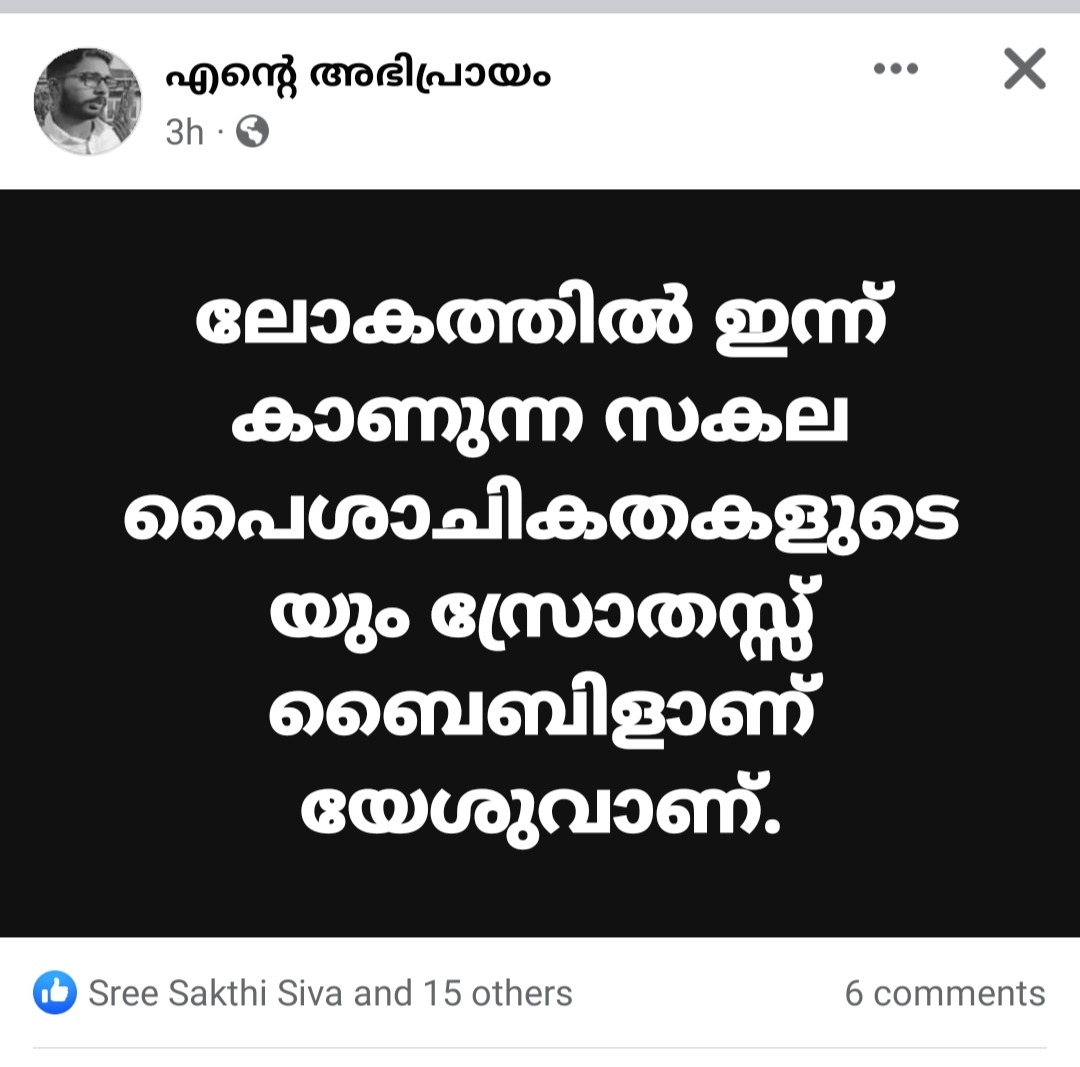 എന്റെ അഭിപ്രായം
3h ·
ലോകത്തിൽ ഇന്ന്
കാണുന്ന സകല
പൈശാചികതകളുടെ
യും സ്രോതസ്സ്
ബൈബിളാണ്
യേശുവാണ്.
Sree Sakthi Siva and 15 others
6 comments